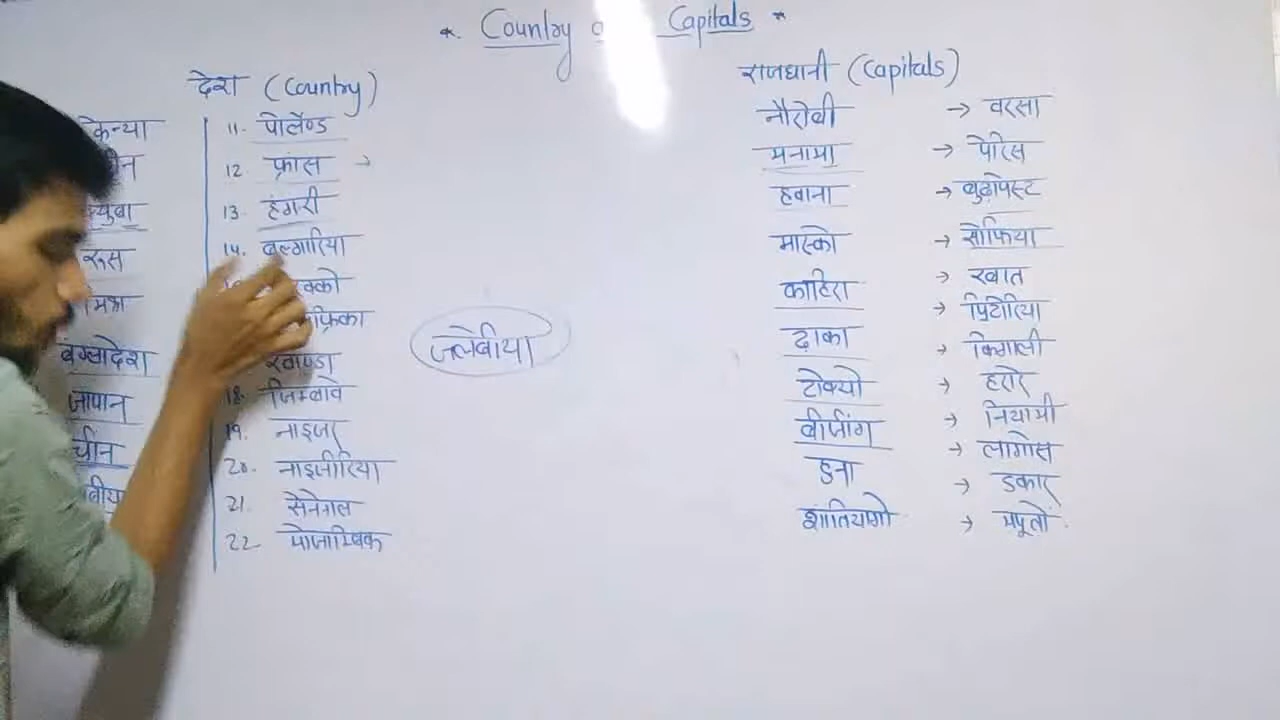 *. Country Capitals *
देश (Country)
राजधानी (Capitals)
केन्या
रूस
बंग्लादेश
जापान
चीन
11. पोलैण्ड
12 फ्रांस →
13. हंगरी
14. बुल्गारिया
रवाण्डा
18. जिम्बावे
19. नाइजर
20. नाइजीरिया
21. सेनेगल
22 मोजाम्बिक
जलेबीया
नौरोबी → वरसा
मनामा → पेरिस
हवाना → बुढ़ापेस्ट
मास्को → सोफिया
काहिरा → रबात
ढ़ाका → प्रिटोरिया
टोक्यो → किगाली
बीजींग → हरारे
डुना → नियामी
शांतियागो → लागोस
→ डकार
→ मपूतों